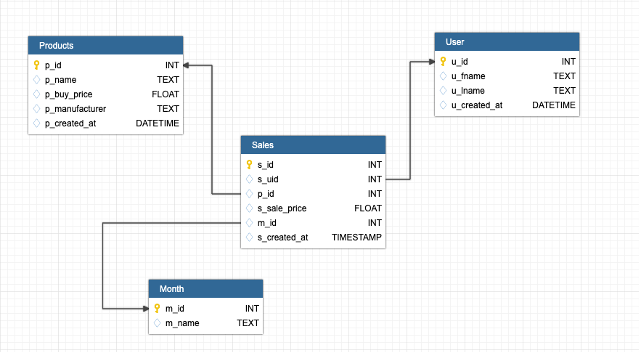 Products
p_id INT
p_name TEXT
p_buy_price FLOAT
p_manufacturer TEXT
p_created_at DATETIME
User
u_id INT
u_fname TEXT
u_lname TEXT
u_created_at DATETIME
Sales
s_id INT
s_uid INT
p_id INT
s_sale_price FLOAT
m_id INT
s_created_at TIMESTAMP
Month
m_id INT
m_name TEXT